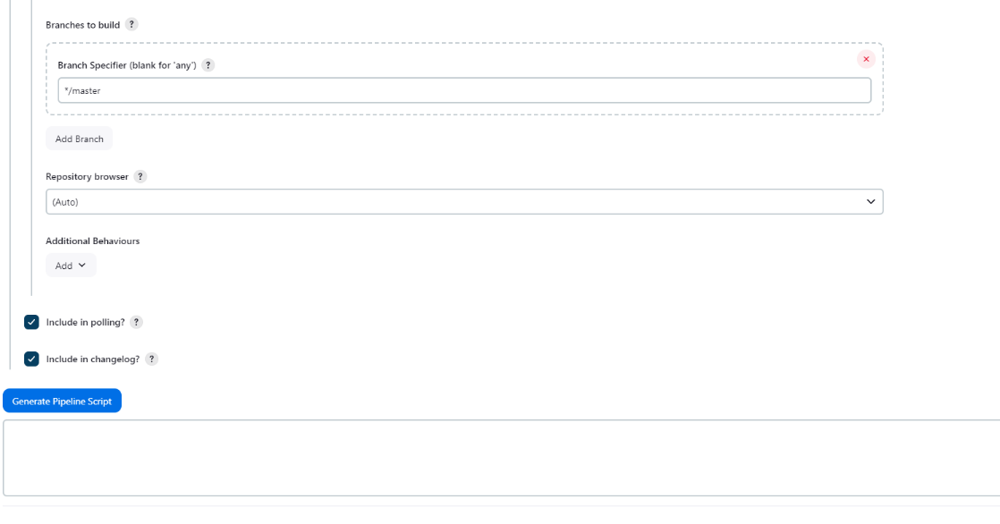 Branches to build ?
Branch Specifier (blank for 'any') ?
*/master
Add Branch
Repository browser ?
(Auto)
Additional Behaviours
Add
Include in polling? ?
Include in changelog? ?
Generate Pipeline Script